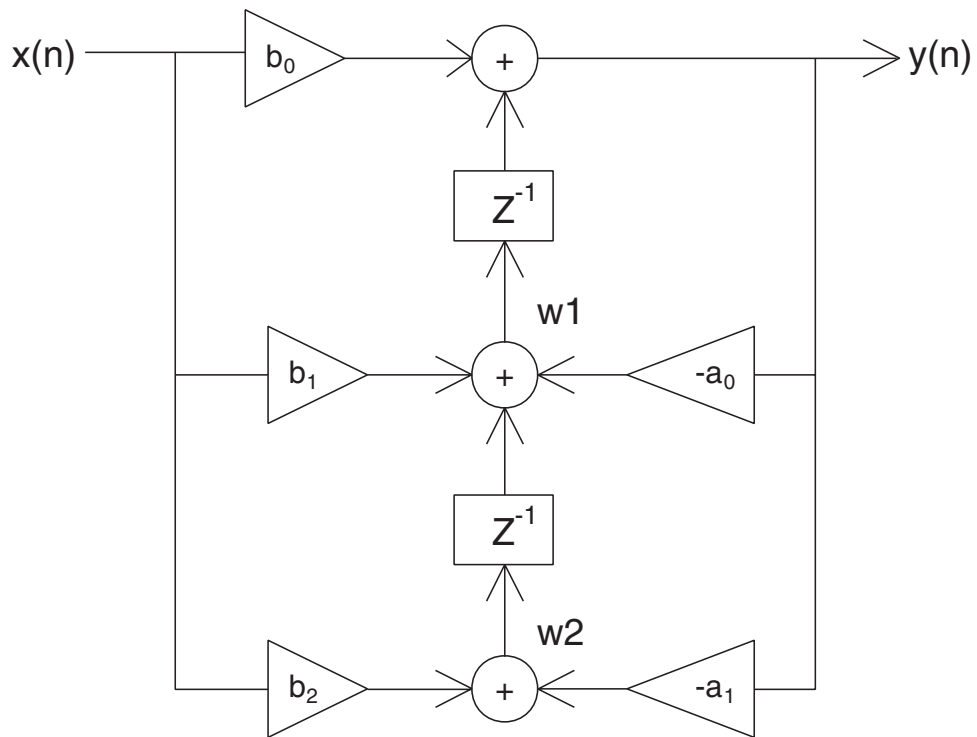 x(n)
b₀
+
y(n)
Z⁻¹
w1
b₁
+
-a₀
Z⁻¹
w2
b₂
+
-a₁